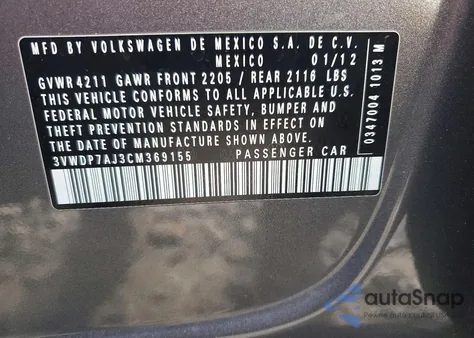 MFD BY VOLKSWAGEN DE MEXICO S.A. DE C.V.
MEXICO 01/12
GVWR 4211 GAWR FRONT 2205 / REAR 2116 LBS
THIS VEHICLE CONFORMS TO ALL APPLICABLE U.S.
FEDERAL MOTOR VEHICLE SAFETY, BUMPER AND
THEFT PREVENTION STANDARDS IN EFFECT ON
THE DATE OF MANUFACTURE SHOWN ABOVE
3VWDP7AJ3CM369155 PASSENGER CAR
0347004 1013 M
autoSnap